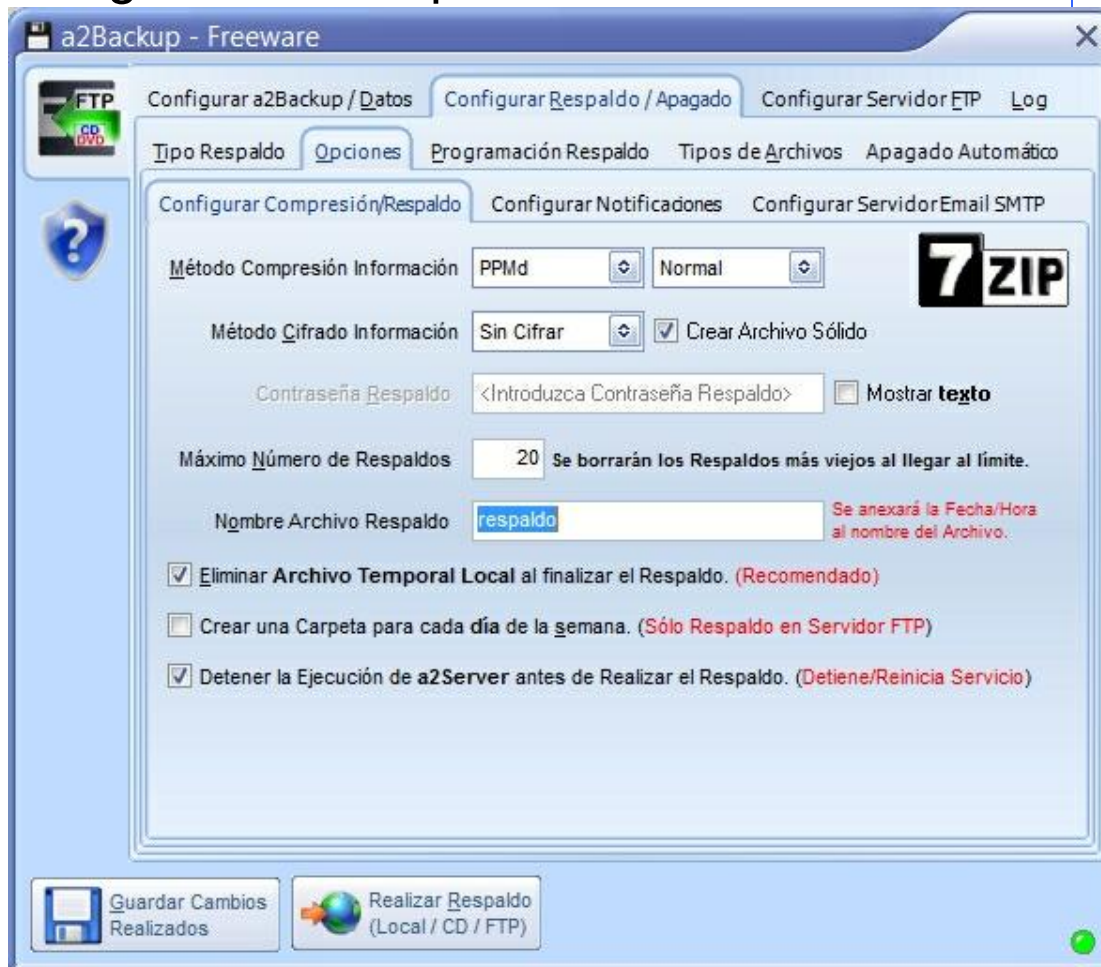 a2Backup - Freeware
FTP
CD
DVD
Configurar a2Backup / Datos
Configurar Respaldo / Apagado
Configurar Servidor FTP
Log
Tipo Respaldo
Opciones
Programación Respaldo
Tipos de Archivos
Apagado Automático
Configurar Compresión/Respaldo
Configurar Notificaciones
Configurar Servidor Email SMTP
Método Compresión Información
PPMd
Normal
7 ZIP
Método Cifrado Información
Sin Cifrar
Crear Archivo Sólido
Contraseña Respaldo
<Introduzca Contraseña Respaldo>
Mostrar texto
Máximo Número de Respaldos
20
Se borrarán los Respaldos más viejos al llegar al límite.
Nombre Archivo Respaldo
respaldo
Se anexará la Fecha/Hora
al nombre del Archivo.
Eliminar Archivo Temporal Local al finalizar el Respaldo. (Recomendado)
Crear una Carpeta para cada día de la semana. (Sólo Respaldo en Servidor FTP)
Detener la Ejecución de a2Server antes de Realizar el Respaldo. (Detiene/Reinicia Servicio)
Guardar Cambios
Realizados
Realizar Respaldo
(Local / CD / FTP)